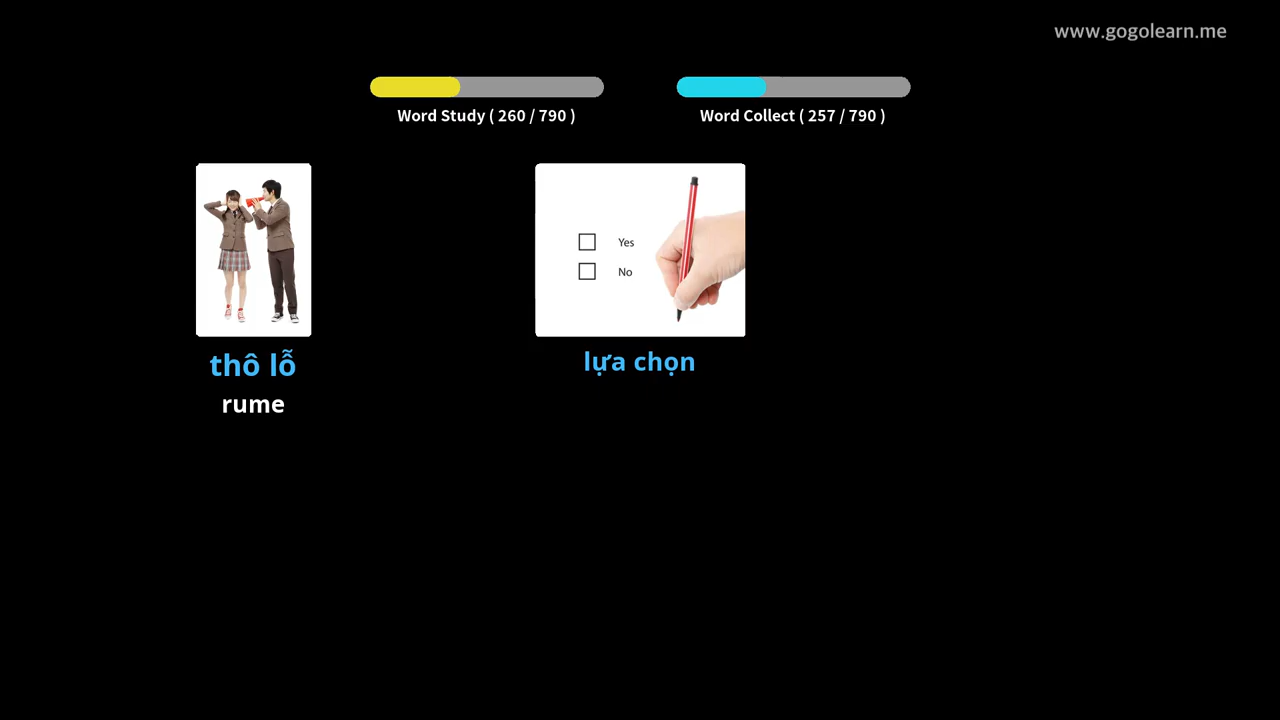 www.gogolearn.me
Word Study ( 260 / 790 )
Word Collect ( 257 / 790 )
Yes
No
thô lỗ
rume
lựa chọn